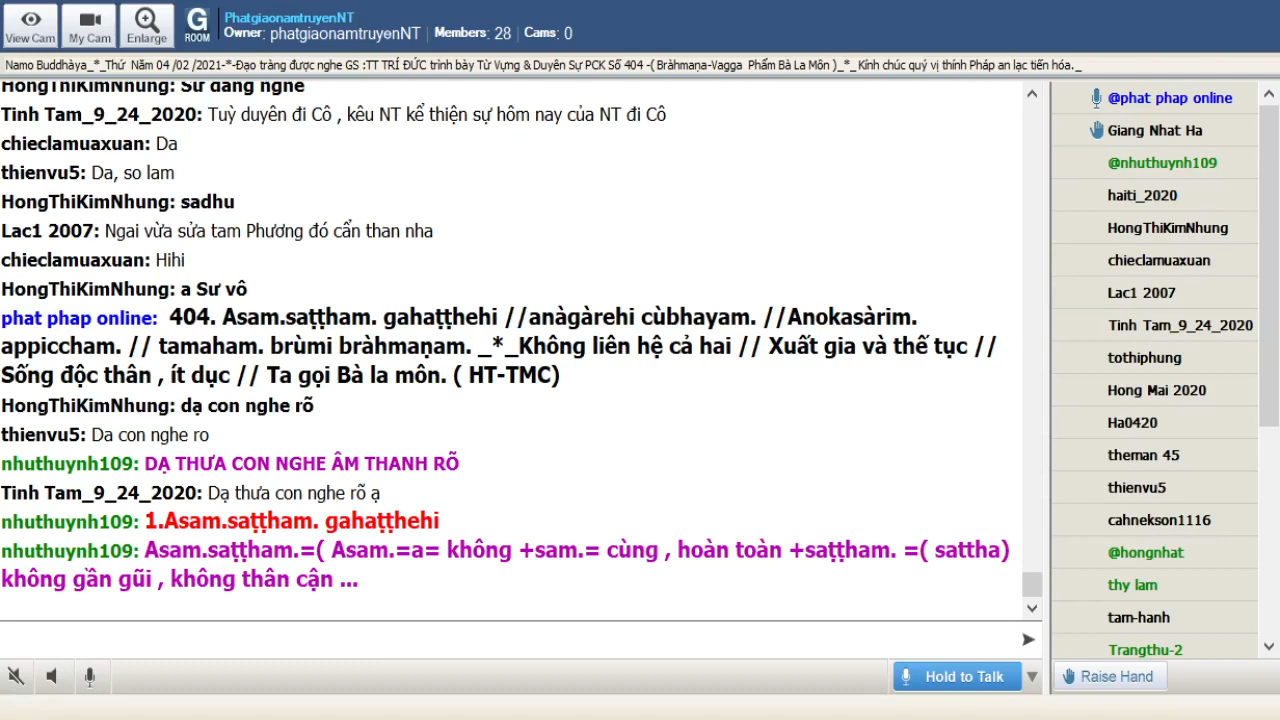 View Cam
My Cam
Enlarge
G ROOM
PhatgiaonamtruyenNT
Owner: phatgiaonamtruyenNT | Members: 28 | Cams: 0
Namo Buddhàya_*_Thứ Năm 04 /02 /2021-*-Đạo tràng được nghe GS :TT TRÍ ĐỨC trình bày Từ Vựng & Duyên Sự PCK Số 404 -( Bràhmaṇa-Vagga Phẩm Bà La Môn )_*_ Kính chúc quý vị thính Pháp an lạc tiến hóa._
HongThiKimNhung: Sư đang nghe
Tinh Tam_9_24_2020: Tuỳ duyên đi Cô , kêu NT kể thiện sự hôm nay của NT đi Cô
chieclamuaxuan: Da
thienvu5: Da, so lam
HongThiKimNhung: sadhu
Lac1 2007: Ngai vừa sửa tam Phương đó cẩn than nha
chieclamuaxuan: Hihi
HongThiKimNhung: a Sư vô
phat phap online: 404. Asam.saṭṭham. gahaṭṭhehi //anàgàrehi cùbhayam. //Anokasàrim.
appiccham. // tamaham. brùmi bràhmaṇam. _*_Không liên hệ cả hai // Xuất gia và thế tục //
Sống độc thân , ít dục // Ta gọi Bà la môn. ( HT-TMC)
HongThiKimNhung: dạ con nghe rõ
thienvu5: Da con nghe ro
nhuthuynh109: DẠ THƯA CON NGHE ÂM THANH RÕ
Tinh Tam_9_24_2020: Dạ thưa con nghe rõ ạ
nhuthuynh109: 1.Asam.saṭṭham. gahaṭṭhehi
nhuthuynh109: Asam.saṭṭham.=( Asam.=a= không +sam.= cùng , hoàn toàn +saṭṭham. =( sattha)
không gần gũi , không thân cận ...
Hold to Talk
@phat phap online
Giang Nhat Ha
@nhuthuynh109
haiti_2020
HongThiKimNhung
chieclamuaxuan
Lac1 2007
Tinh Tam_9_24_2020
tothiphung
Hong Mai 2020
Ha0420
theman 45
thienvu5
cahnekson1116
@hongnhat
thy lam
tam-hanh
Trangthu-2
Raise Hand